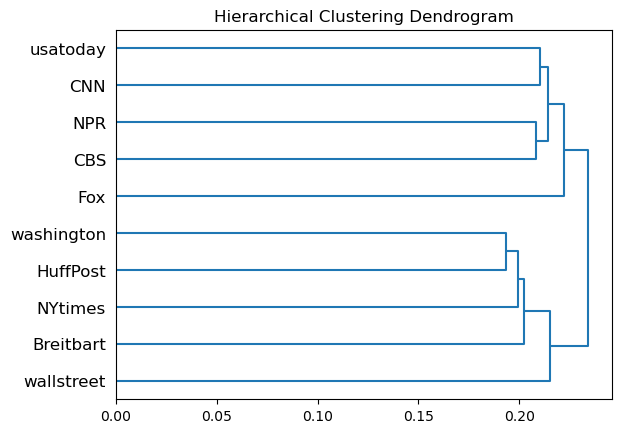 Hierarchical Clustering Dendrogram
usatoday
CNN
NPR
CBS
Fox
washington
HuffPost
NYtimes
Breitbart
wallstreet
0.00 0.05 0.10 0.15 0.20